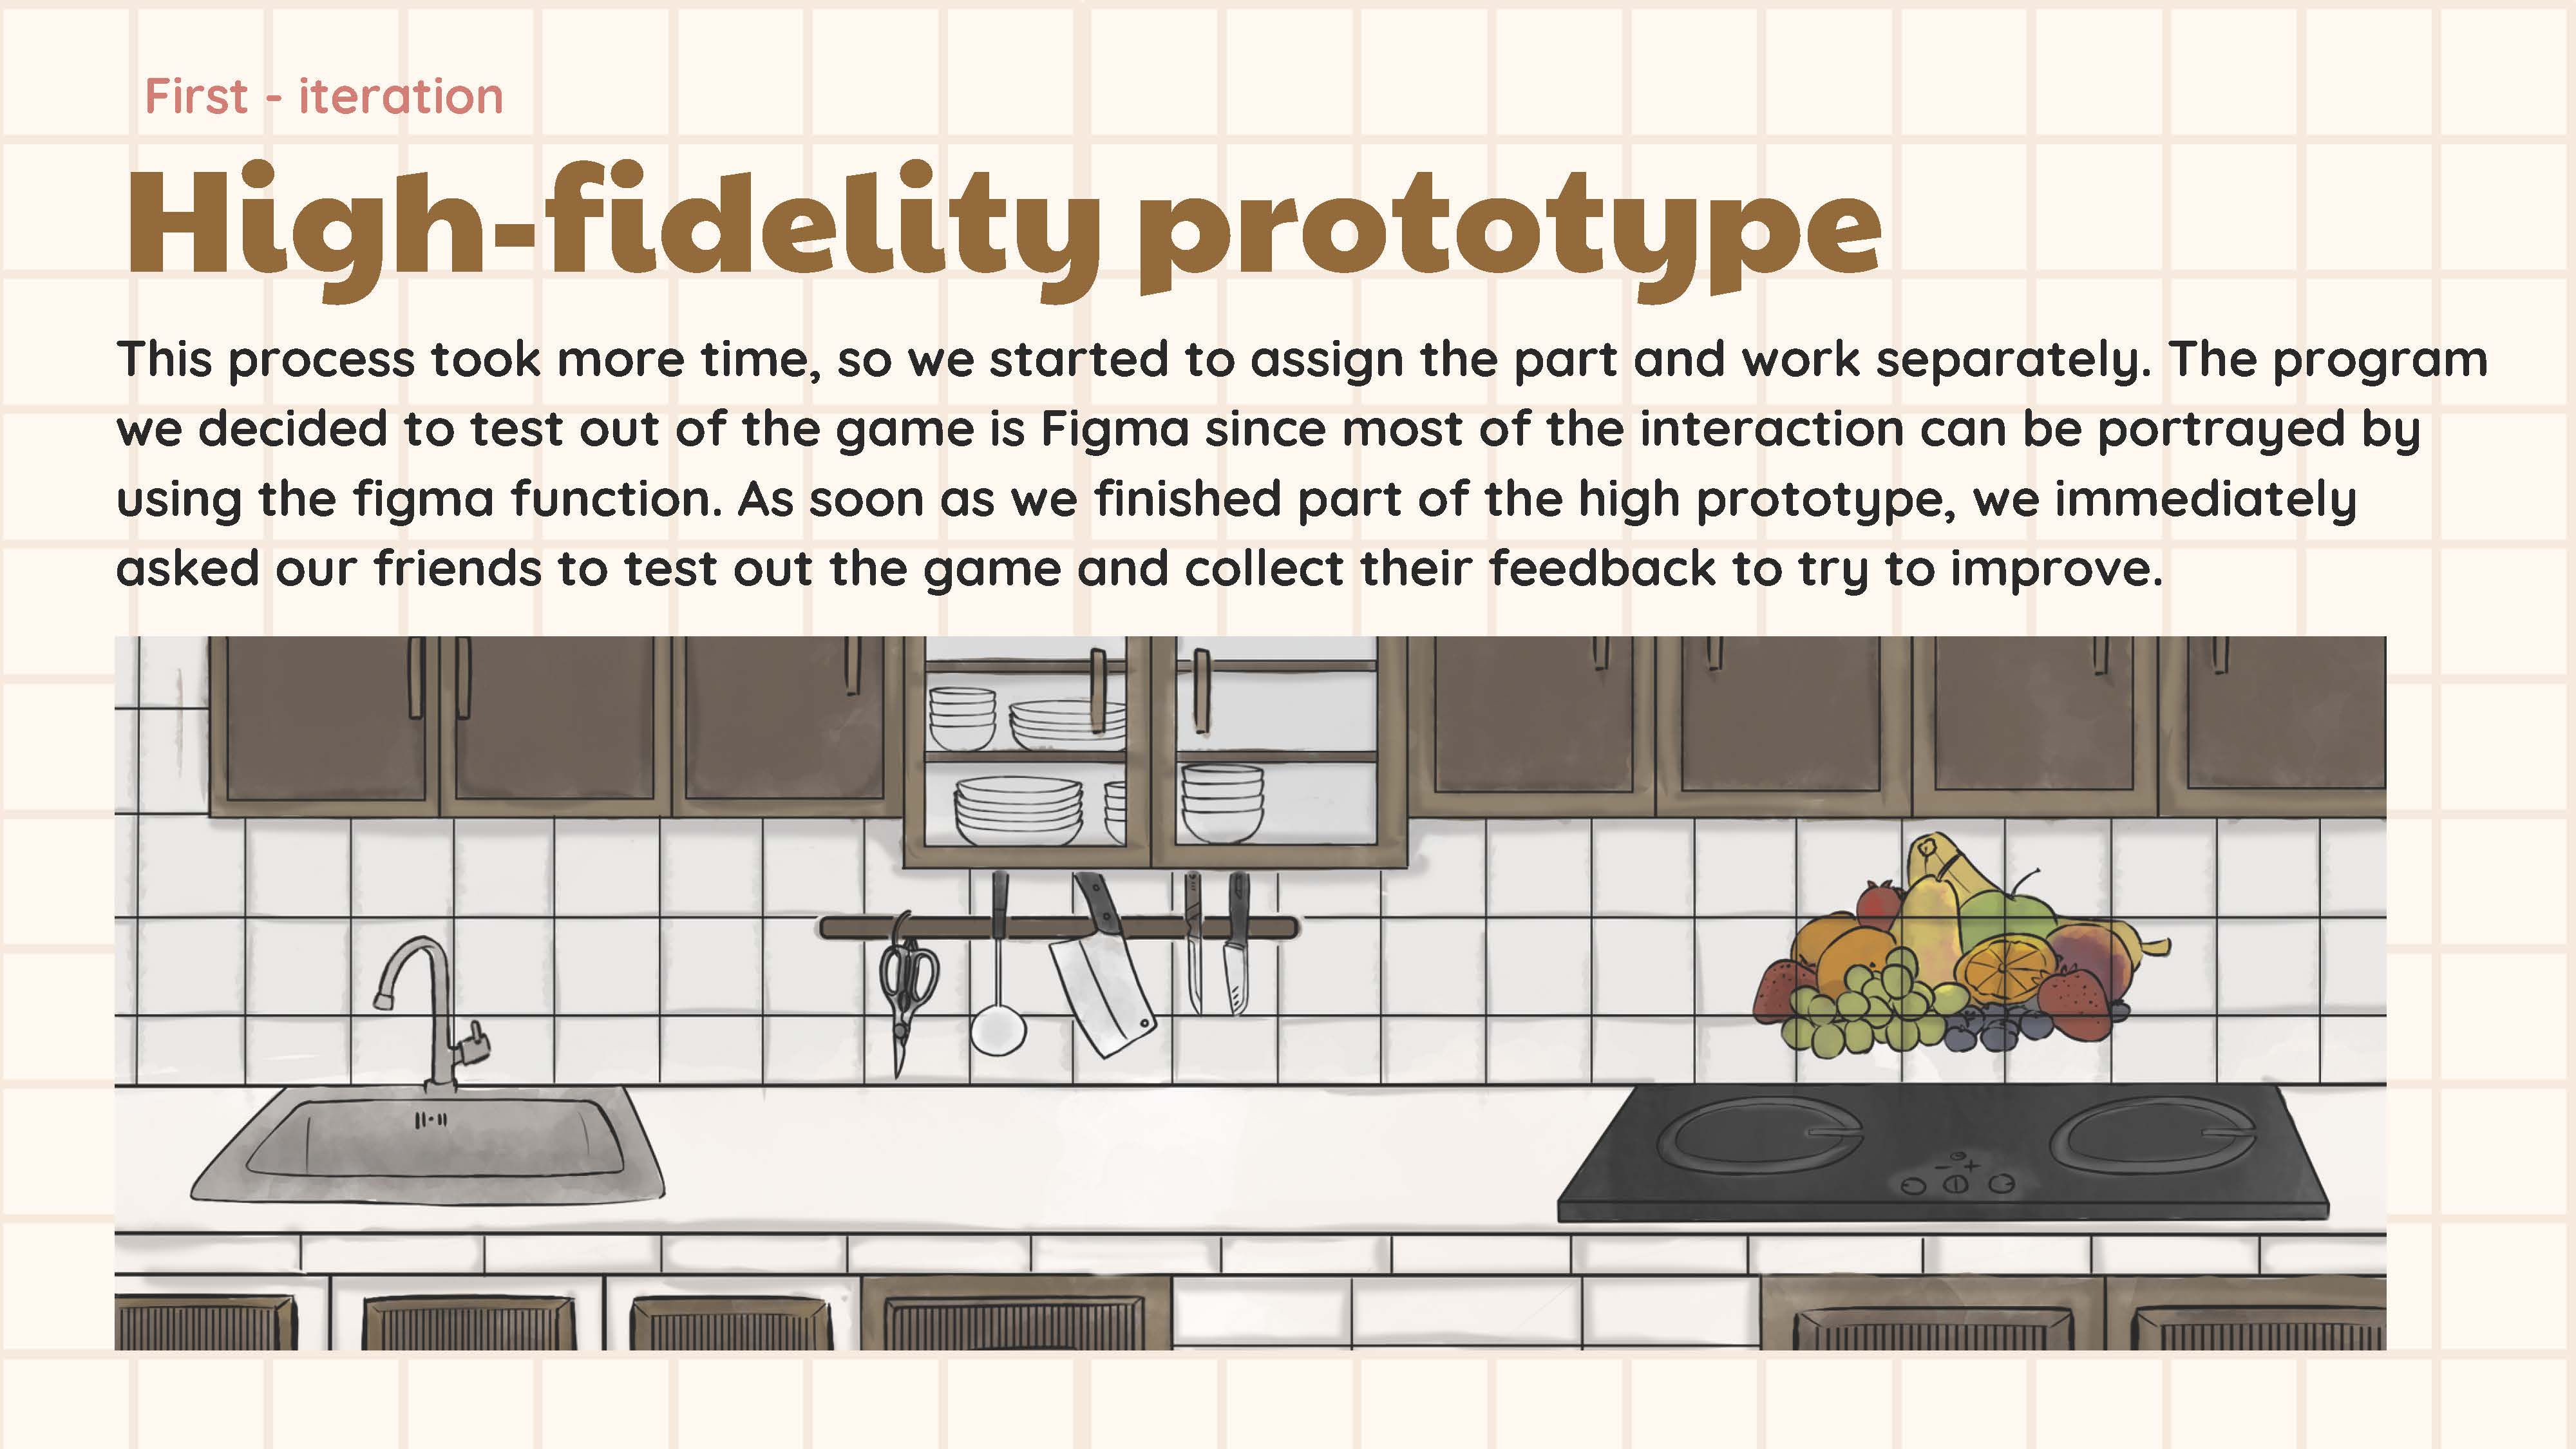 First - iteration
High-fidelity prototype
This process took more time, so we started to assign the part and work separately. The program
we decided to test out of the game is Figma since most of the interaction can be portrayed by
using the figma function. As soon as we finished part of the high prototype, we immediately
asked our friends to test out the game and collect their feedback to try to improve.